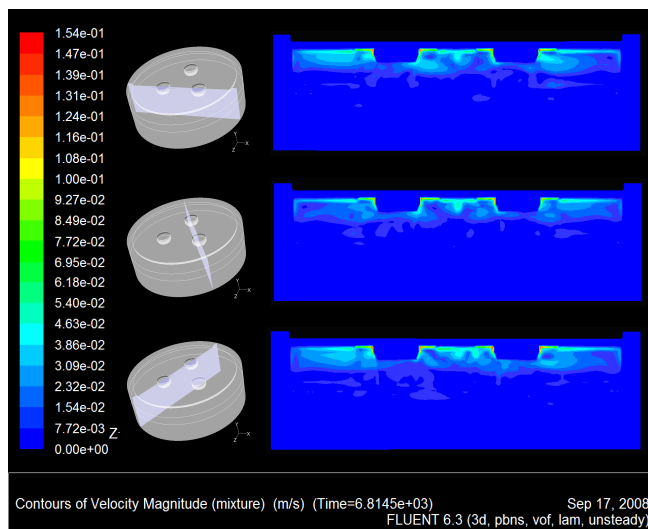 1.54e-01
1.47e-01
1.39e-01
1.31e-01
1.24e-01
1.16e-01
1.08e-01
1.00e-01
9.27e-02
8.49e-02
7.72e-02
6.95e-02
6.18e-02
5.40e-02
4.63e-02
3.86e-02
3.09e-02
2.32e-02
1.54e-02
7.72e-03
0.00e+00
Z
Y
X
Z
Y
X
Z
Y
X
Z
Contours of Velocity Magnitude (mixture) (m/s) (Time=6.8145e+03)
Sep 17, 2008
FLUENT 6.3 (3d, pbns, vof, lam, unsteady)